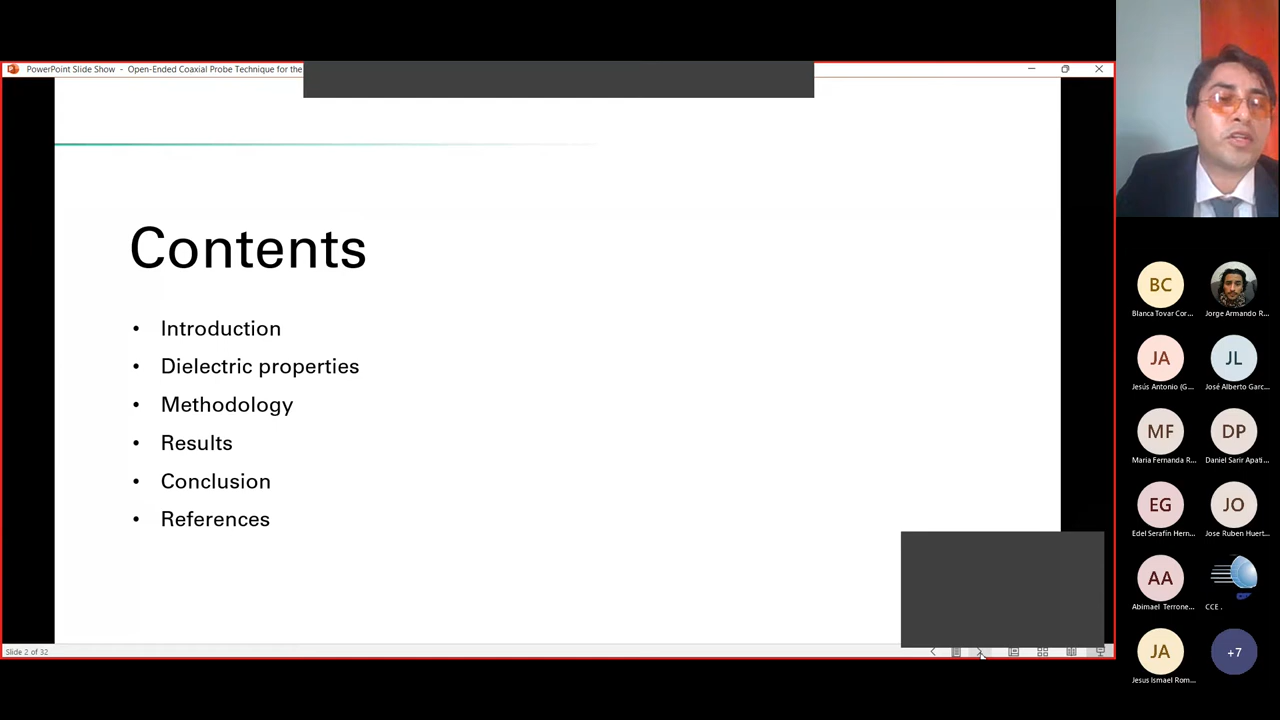 PowerPoint Slide Show - Open-Ended Coaxial Probe Technique for the
Contents
• Introduction
• Dielectric properties
• Methodology
• Results
• Conclusion
• References
Slide 2 of 32
BC
Blanca Tovar Cor...
Jorge Armando R...
JA
Jesús Antonio (G...
JL
José Alberto Garc...
MF
María Fernanda R...
DP
Daniel Sarir Apati...
EG
Edel Serafín Hern...
JO
Jose Ruben Huert...
AA
Abimael Terrone...
CCE .
JA
Jesus Ismael Rom...
+7